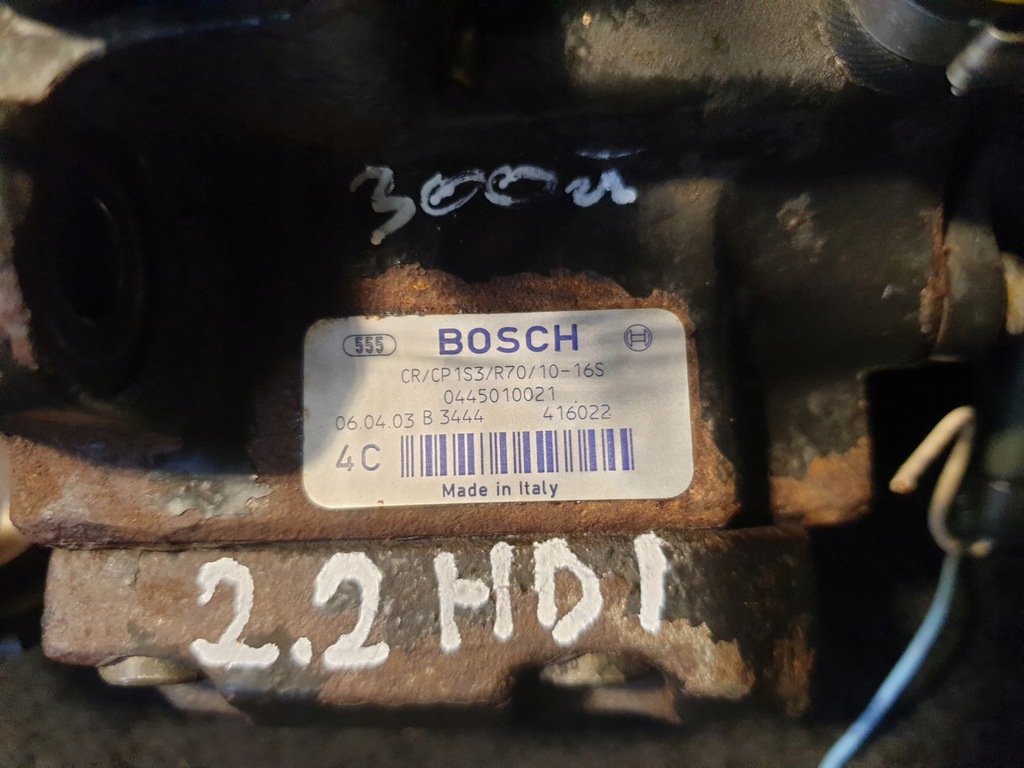 300
555 BOSCH
CR/CP1S3/R70/10-16S
0445010021
06.04.03 B 3444 416022
4C
Made in Italy
2.2 HDI